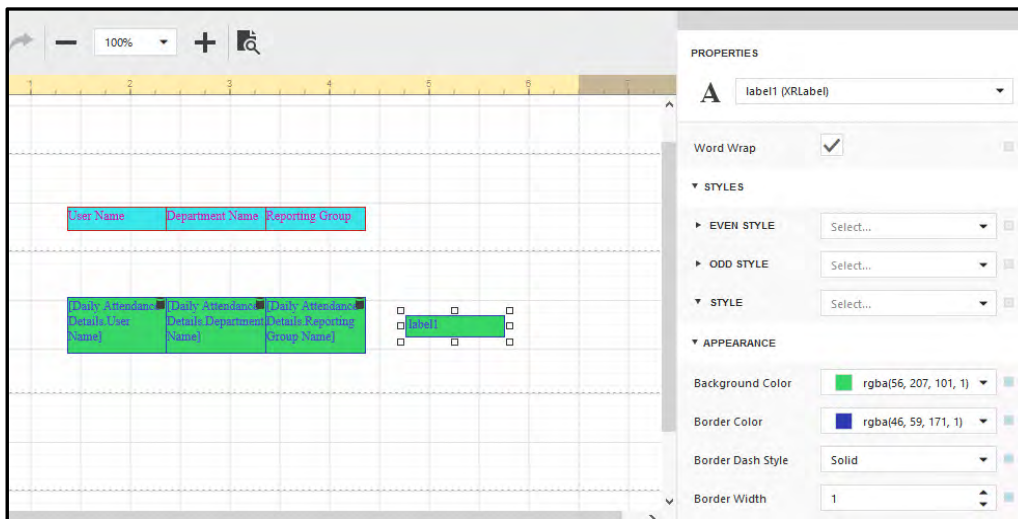 100%
1 2 3 4 5 6 7
User Name Department Name Reporting Group
[Daily Attendance
Details.User
Name]
[Daily Attendance
Details.Department
Name]
[Daily Attendance
Details.Reporting
Group Name]
label1
PROPERTIES
A label1 (XRLabel)
Word Wrap
STYLES
EVEN STYLE Select...
ODD STYLE Select...
STYLE Select...
APPEARANCE
Background Color rgba(56, 207, 101, 1)
Border Color rgba(46, 59, 171, 1)
Border Dash Style Solid
Border Width 1